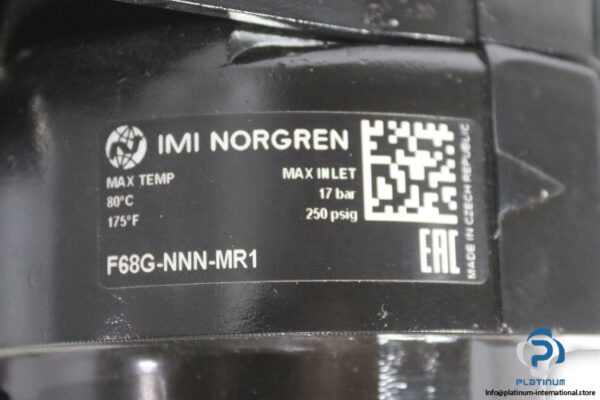 IMI NORGREN
MAX TEMP
80°C
175°F
MAX INLET
17 bar
250 psig
F68G-NNN-MR1
EAC
MADE IN CZECH REPUBLIC
PLATINUM
Info@platinum-international.store